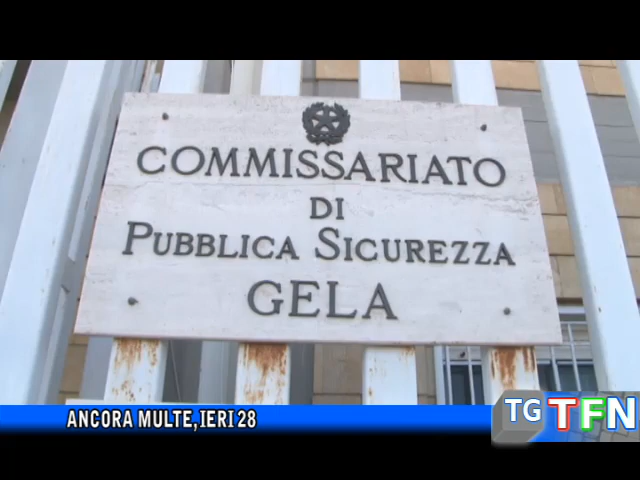 COMMISSARIATO
DI
PUBBLICA SICUREZZA
GELA
ANCORA MULTE, IERI 28
TG TFN